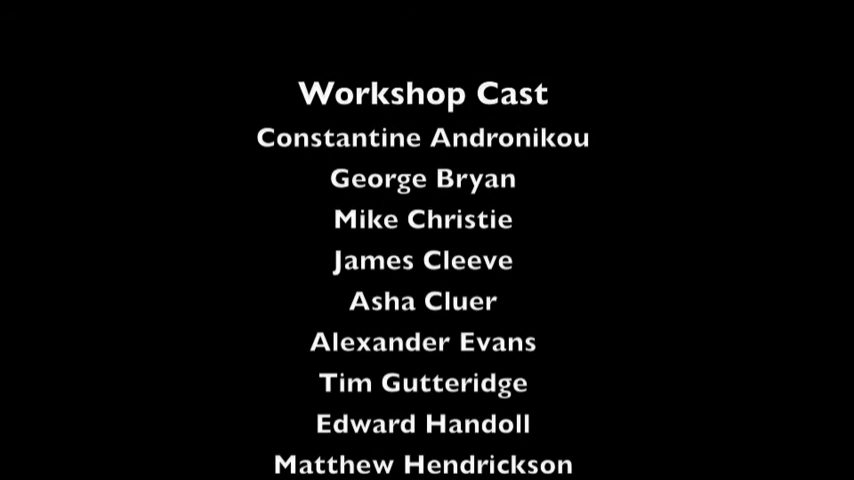 Workshop Cast
Constantine Andronikou
George Bryan
Mike Christie
James Cleeve
Asha Cluer
Alexander Evans
Tim Gutteridge
Edward Handoll
Matthew Hendrickson